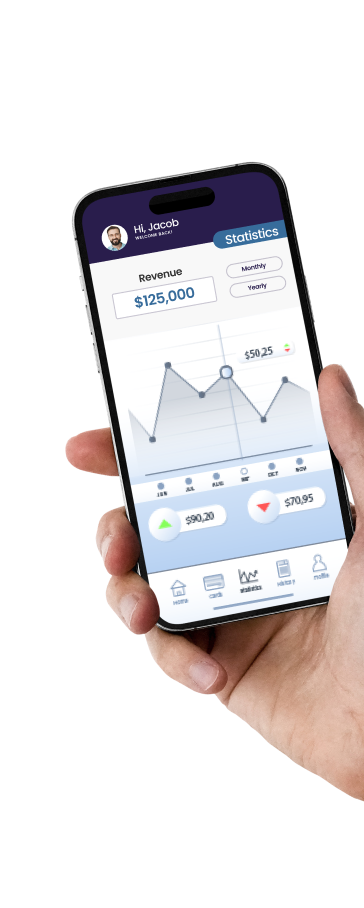 Hi, Jacob
WELCOME BACK!
Statistics
Revenue
$125,000
Monthly
Yearly
$50,25
JUN JUL AUG SEP OCT NOV
$90,20
$70,95
Home Cards Statistics History Profile